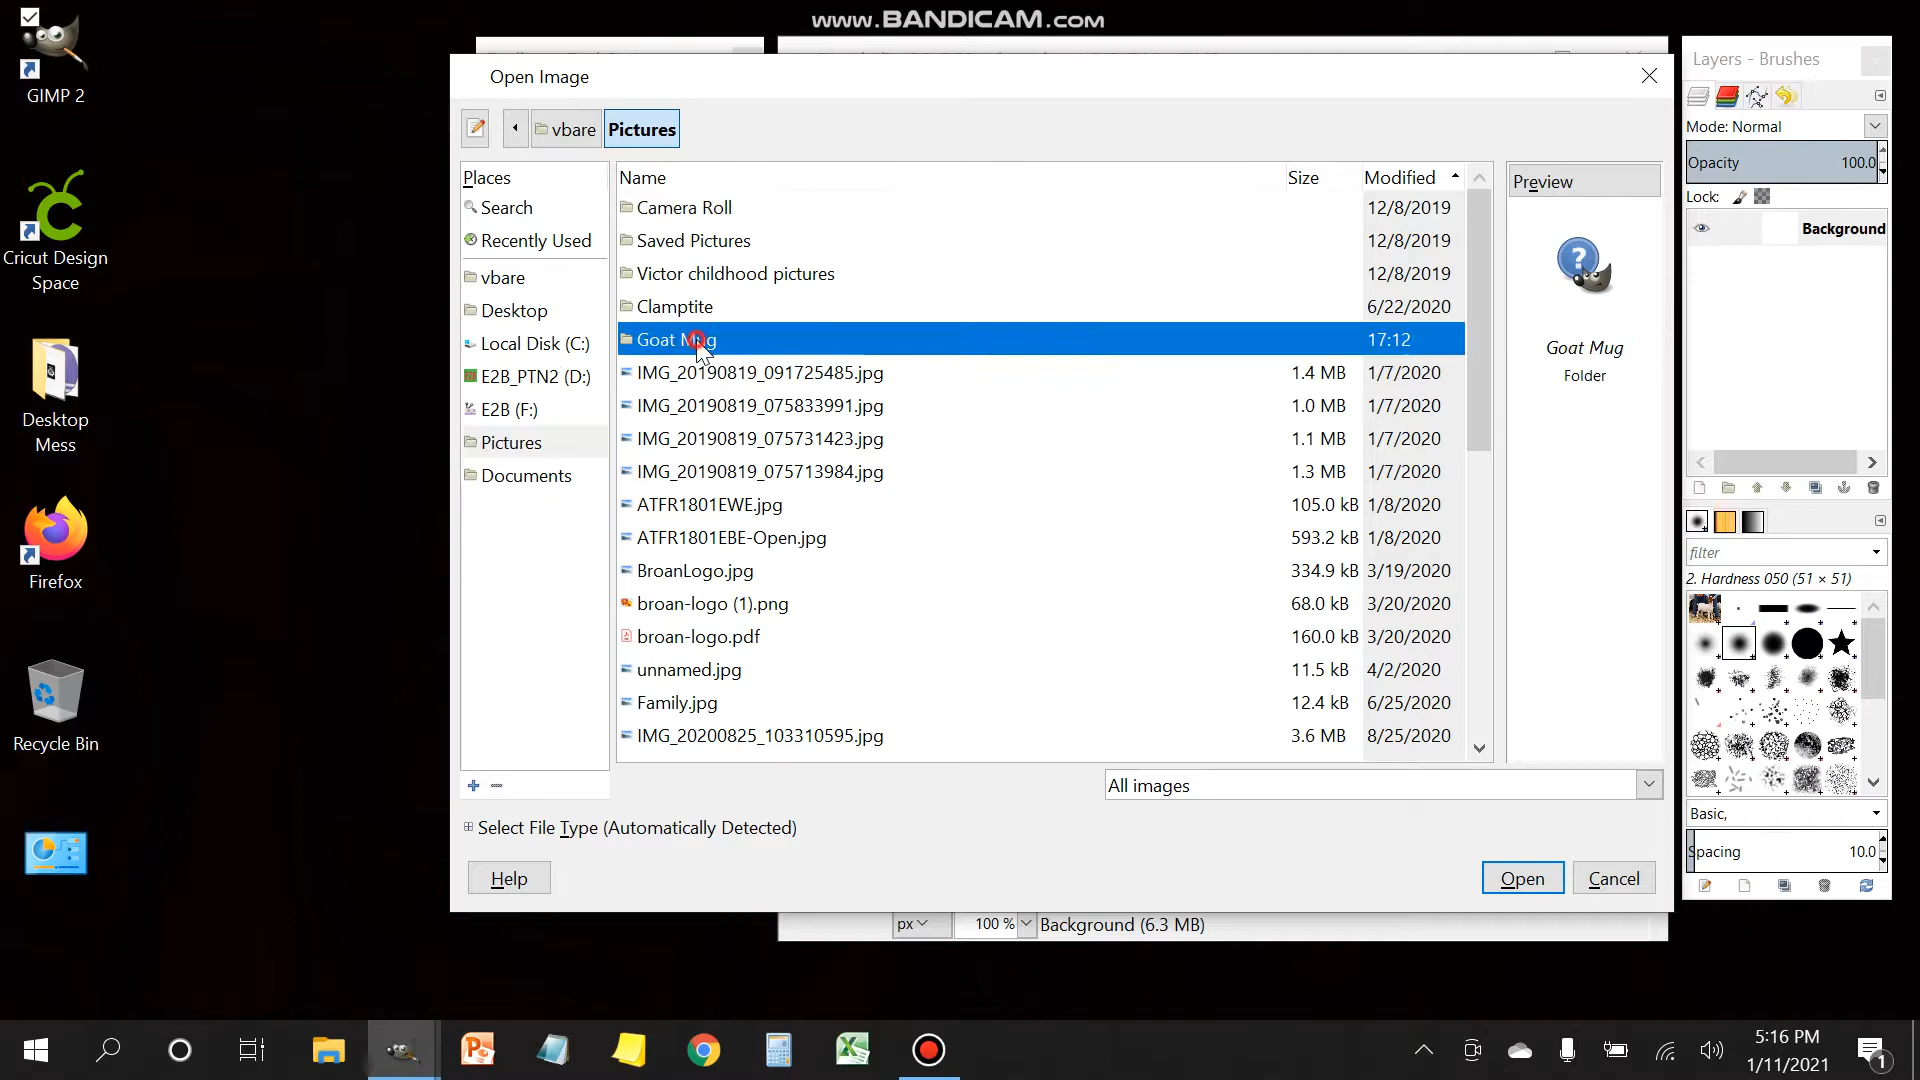 www.BANDICAM.com
GIMP 2
Cricut Design
Space
Desktop
Mess
Firefox
Recycle Bin
Open Image
vbare
Pictures
Places
Search
Recently Used
vbare
Desktop
Local Disk (C:)
E2B_PTN2 (D:)
E2B (F:)
Pictures
Documents
Name Size Modified
Camera Roll 12/8/2019
Saved Pictures 12/8/2019
Victor childhood pictures 12/8/2019
Clamptite 6/22/2020
Goat Mug 17:12
IMG_20190819_091725485.jpg 1.4 MB 1/7/2020
IMG_20190819_075833991.jpg 1.0 MB 1/7/2020
IMG_20190819_075731423.jpg 1.1 MB 1/7/2020
IMG_20190819_075713984.jpg 1.3 MB 1/7/2020
ATFR1801EWE.jpg 105.0 kB 1/8/2020
ATFR1801EBE-Open.jpg 593.2 kB 1/8/2020
BroanLogo.jpg 334.9 kB 3/19/2020
broan-logo (1).png 68.0 kB 3/20/2020
broan-logo.pdf 160.0 kB 3/20/2020
unnamed.jpg 11.5 kB 4/2/2020
Family.jpg 12.4 kB 6/25/2020
IMG_20200825_103310595.jpg 3.6 MB 8/25/2020
Preview
Goat Mug
Folder
All images
Select File Type (Automatically Detected)
Help
Open
Cancel
px
100 %
Background (6.3 MB)
Layers - Brushes
Mode: Normal
Opacity 100.0
Lock:
Background
filter
2. Hardness 050 (51 × 51)
Basic,
Spacing 10.0
5:16 PM
1/11/2021
1